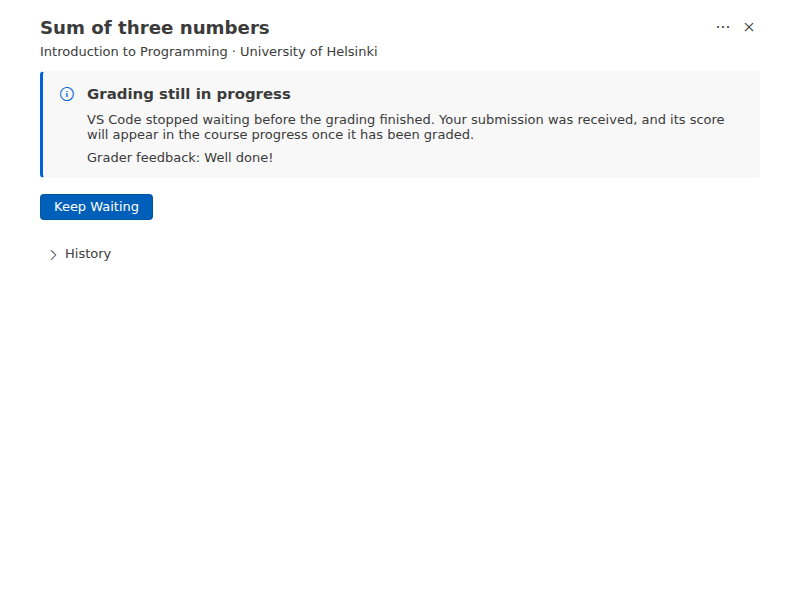 Sum of three numbers
Introduction to Programming · University of Helsinki
Grading still in progress
VS Code stopped waiting before the grading finished. Your submission was received, and its score
will appear in the course progress once it has been graded.
Grader feedback: Well done!
Keep Waiting
History